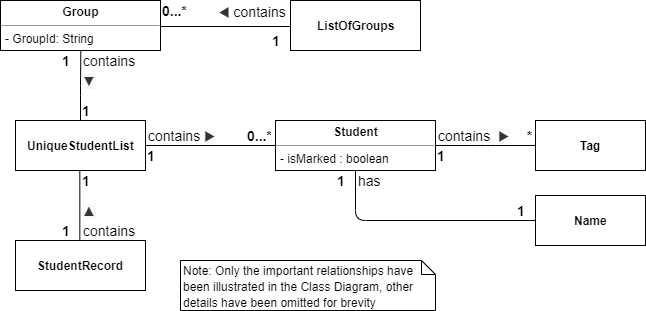 Group
- GroupId: String
0...*
◀ contains
1
ListOfGroups
1
contains
▼
1
UniqueStudentList
contains ▶
1
0...*
Student
- isMarked : boolean
contains ▶
1
*
Tag
1
has
1
Name
1
▲
1
contains
StudentRecord
Note: Only the important relationships have
been illustrated in the Class Diagram, other
details have been omitted for brevity